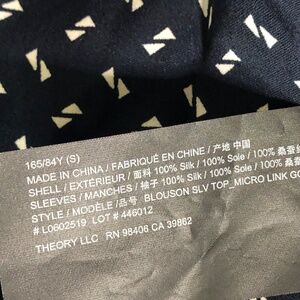 165/84Y (S)
MADE IN CHINA / FABRIQUÉ EN CHINE / 产地 中国
SHELL / EXTÉRIEUR / 面料 100% Silk / 100% Soie / 100% 桑蚕
SLEEVES / MANCHES / 袖子 100% Silk / 100% Soie / 100% 桑蚕
STYLE / MODÈLE /品号 BLOUSON SLV TOP_MICRO LINK GC
# L0602519 LOT # 446012
THEORY LLC RN 98406 CA 39862